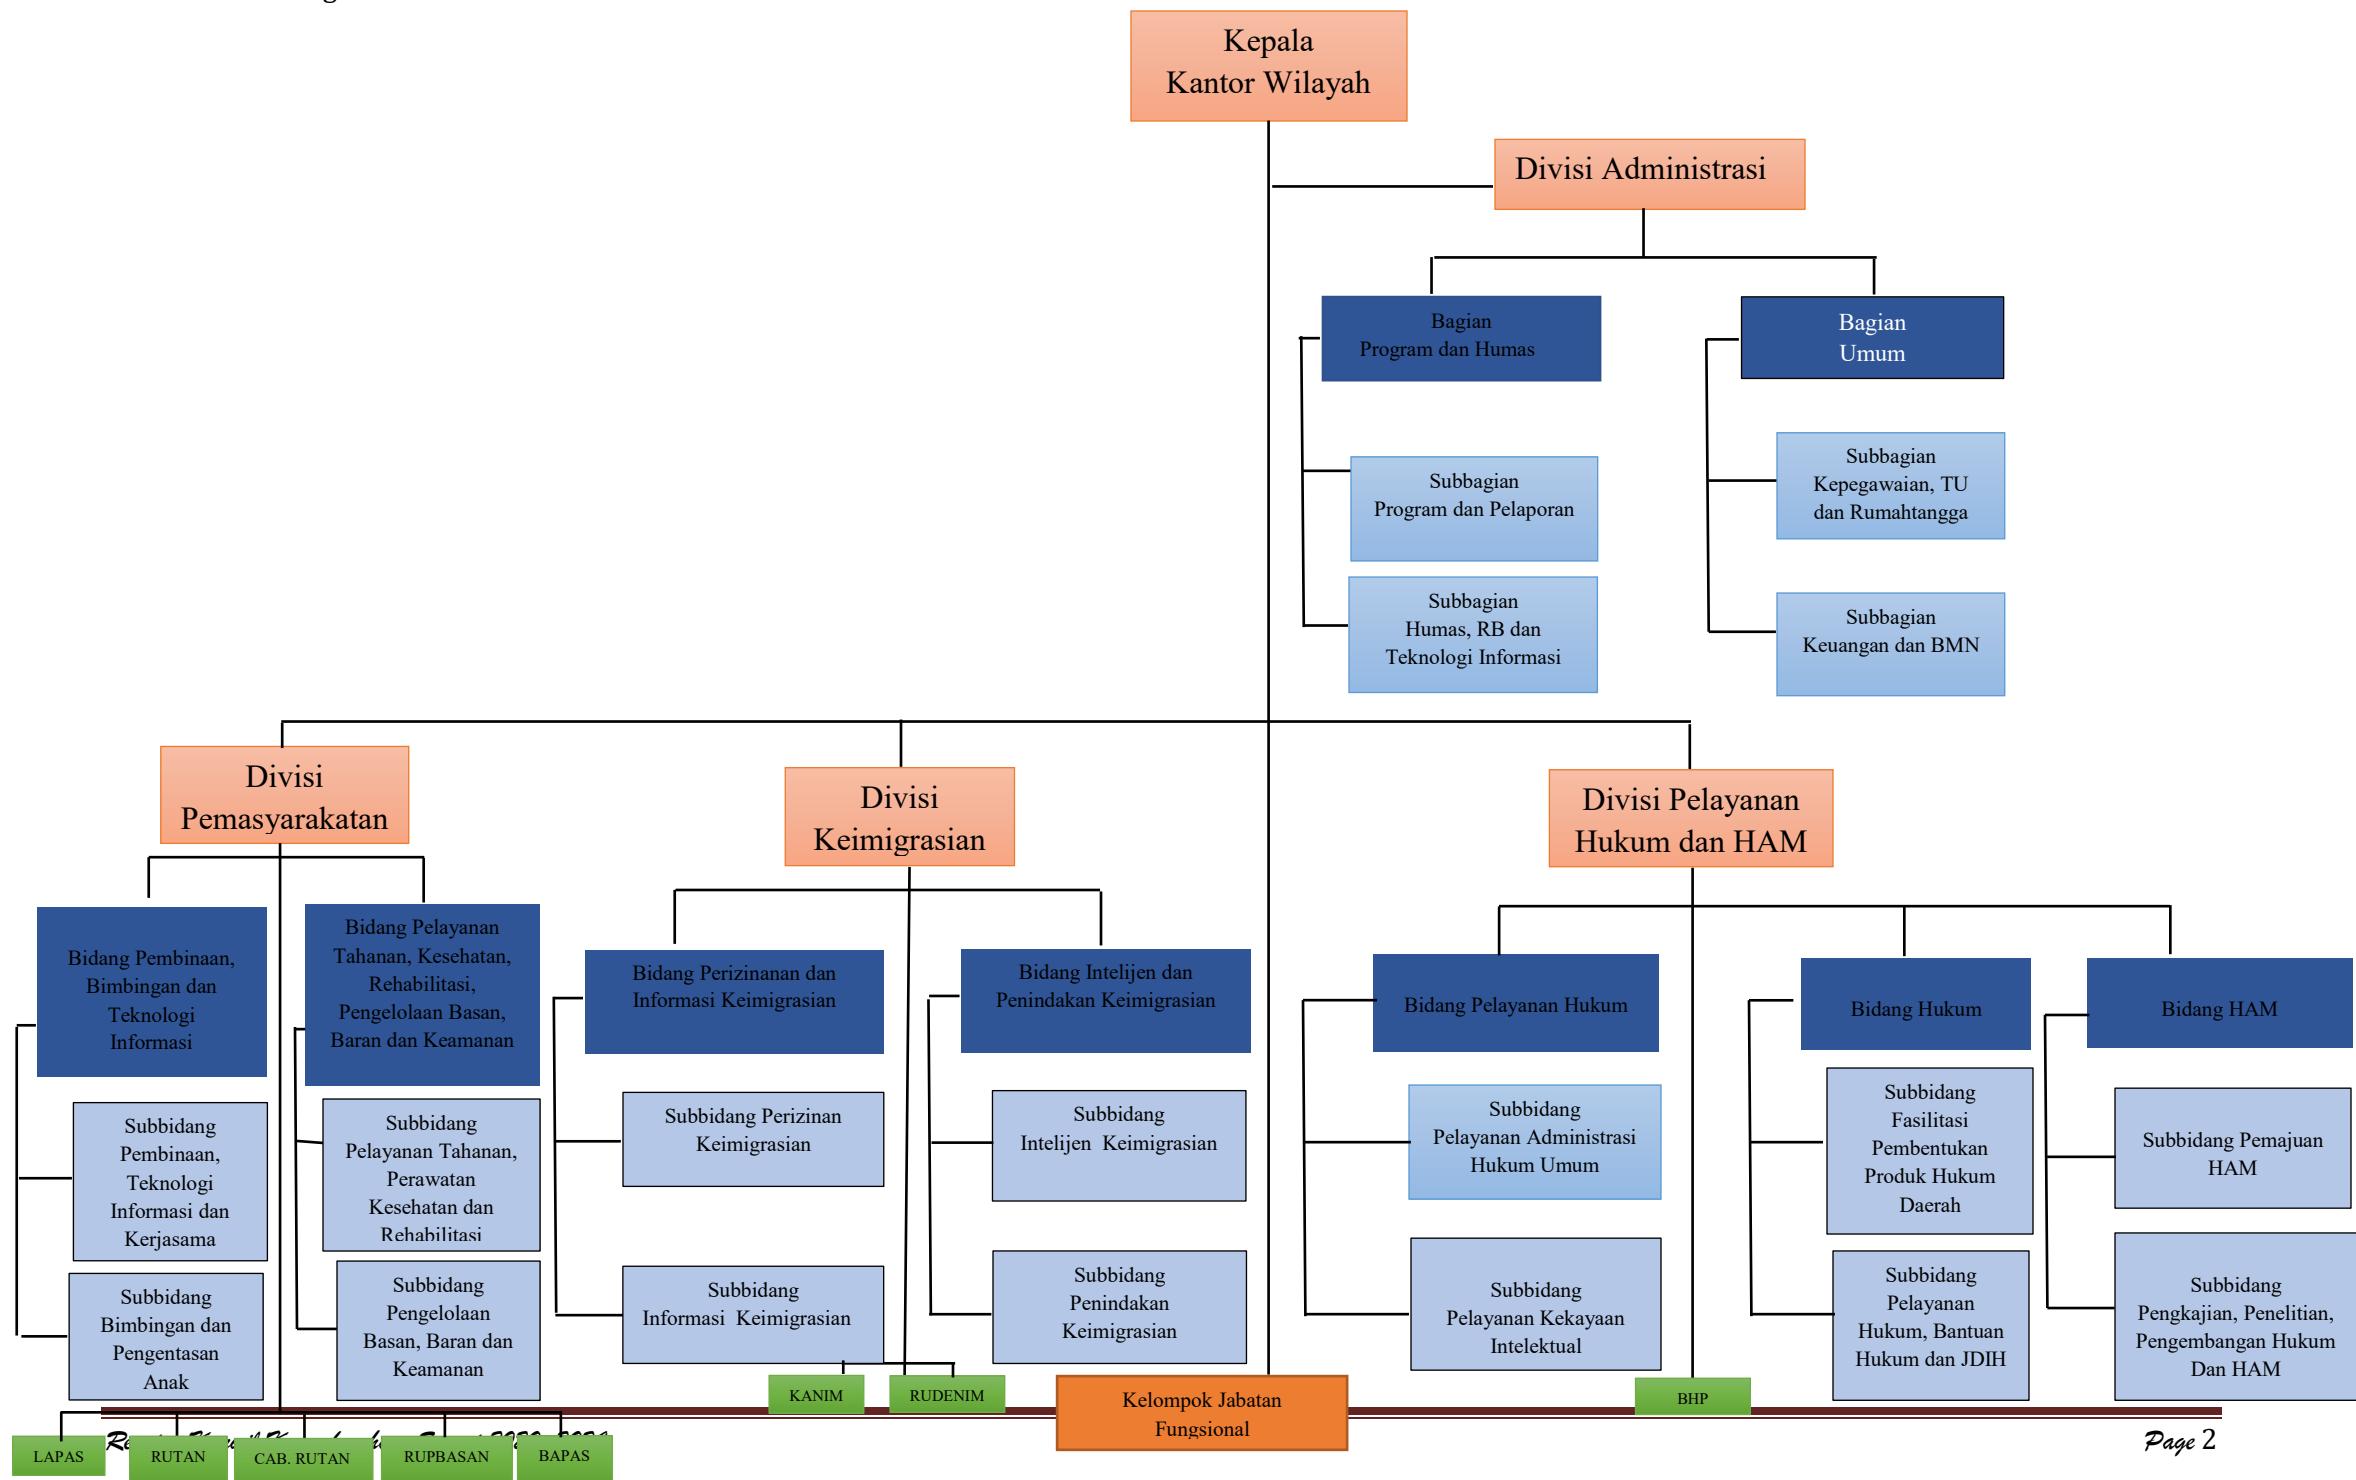 Kepala
Kantor Wilayah
Divisi Administrasi
Bagian
Program dan Humas
Bagian
Umum
Subbagian
Program dan Pelaporan
Subbagian
Kepegawaian, TU
dan Rumahtangga
Subbagian
Humas, RB dan
Teknologi Informasi
Subbagian
Keuangan dan BMN
Divisi
Pemasyarakatan
Divisi
Keimigrasian
Divisi Pelayanan
Hukum dan HAM
Bidang Pembinaan,
Bimbingan dan
Teknologi
Informasi
Bidang Pelayanan
Tahanan, Kesehatan,
Rehabilitasi,
Pengelolaan Basan,
Baran dan Keamanan
Bidang Perizinanan dan
Informasi Keimigrasian
Bidang Intelijen dan
Penindakan Keimigrasian
Bidang Pelayanan Hukum
Bidang Hukum
Bidang HAM
Subbidang
Pembinaan,
Teknologi
Informasi dan
Kerjasama
Subbidang
Pelayanan Tahanan,
Perawatan
Kesehatan dan
Rehabilitasi
Subbidang Perizinan
Keimigrasian
Subbidang
Intelijen  Keimigrasian
Subbidang
Pelayanan Administrasi
Hukum Umum
Subbidang
Fasilitasi
Pembentukan
Produk Hukum
Daerah
Subbidang Pemajuan
HAM
Subbidang
Bimbingan dan
Pengentasan
Anak
Subbidang
Pengelolaan
Basan, Baran dan
Keamanan
Subbidang
Informasi  Keimigrasian
Subbidang
Penindakan
Keimigrasian
Subbidang
Pelayanan Kekayaan
Intelektual
Subbidang
Pelayanan
Hukum, Bantuan
Hukum dan JDIH
Subbidang
Pengkajian, Penelitian,
Pengembangan Hukum
Dan HAM
KANIM
RUDENIM
Kelompok Jabatan
Fungsional
BHP
LAPAS
RUTAN
CAB. RUTAN
RUPBASAN
BAPAS
Page 2